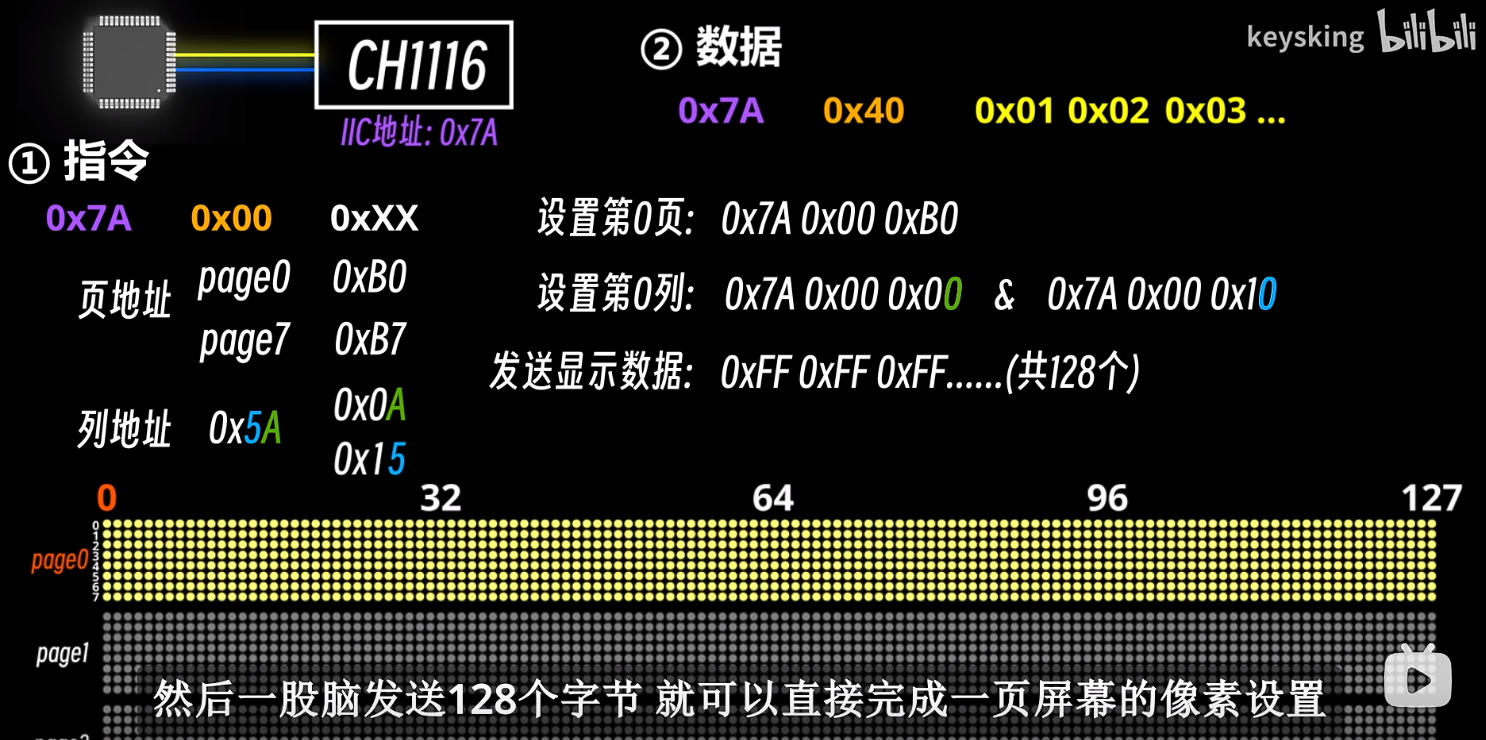 keysking bilibili
CH1116
IIC地址: 0x7A
② 数据
0x7A 0x40 0x01 0x02 0x03 ...
① 指令
0x7A 0x00 0xXX
页地址
page0 0xB0
page7 0xB7
列地址 0x5A
0x0A
0x15
设置第0页: 0x7A 0x00 0xB0
设置第0列: 0x7A 0x00 0x00 & 0x7A 0x00 0x10
发送显示数据: 0xFF 0xFF 0xFF......(共128个)
0 32 64 96 127
page0
0
1
2
3
4
5
6
7
page1
然后一股脑发送128个字节 就可以直接完成一页屏幕的像素设置